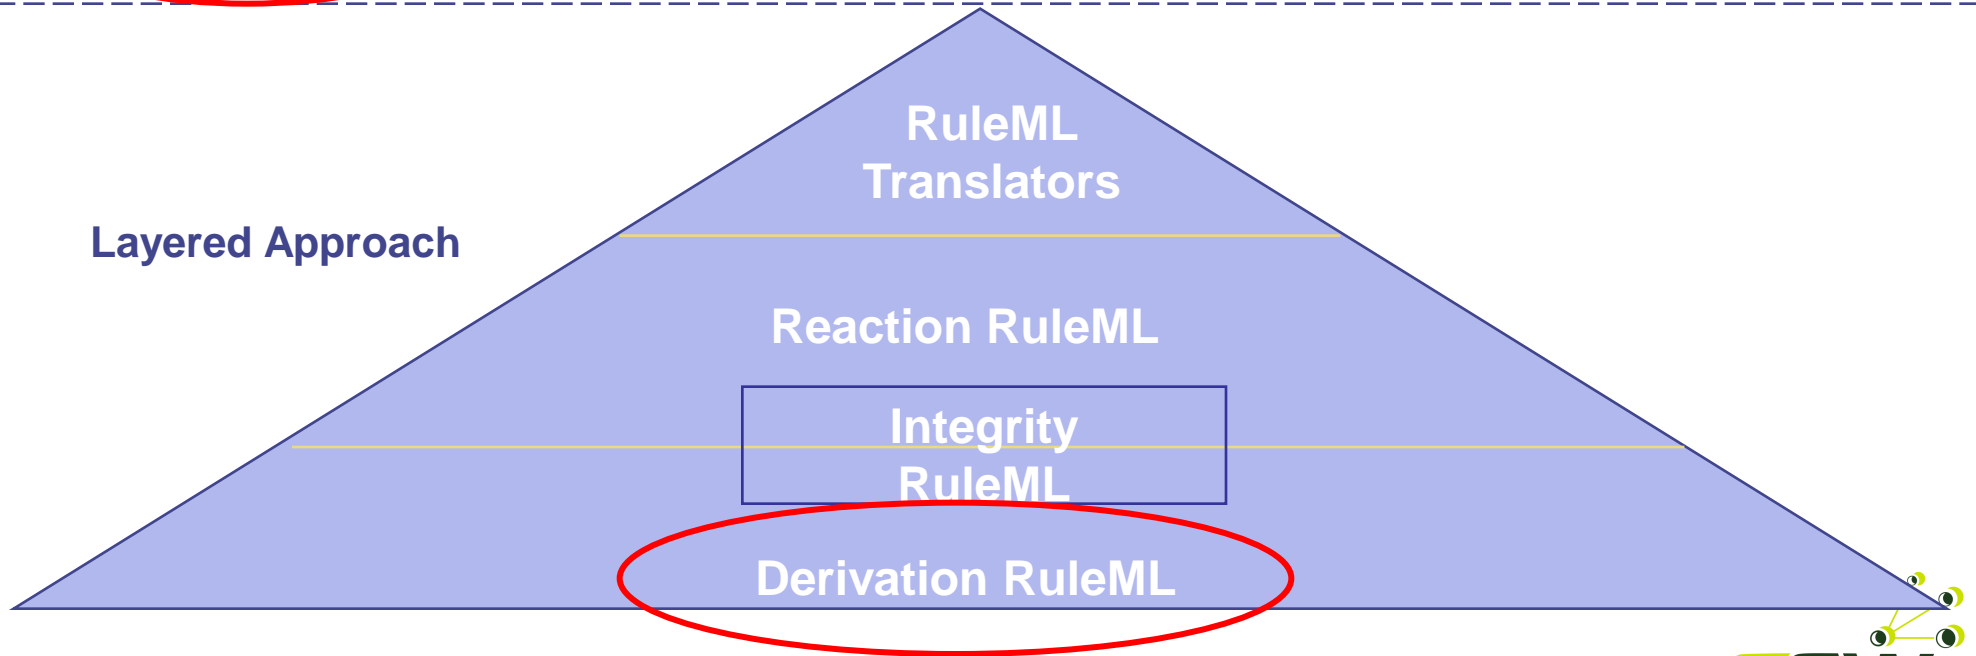 RuleML
Translators
Layered Approach
Reaction RuleML
Integrity
RuleML
Derivation RuleML